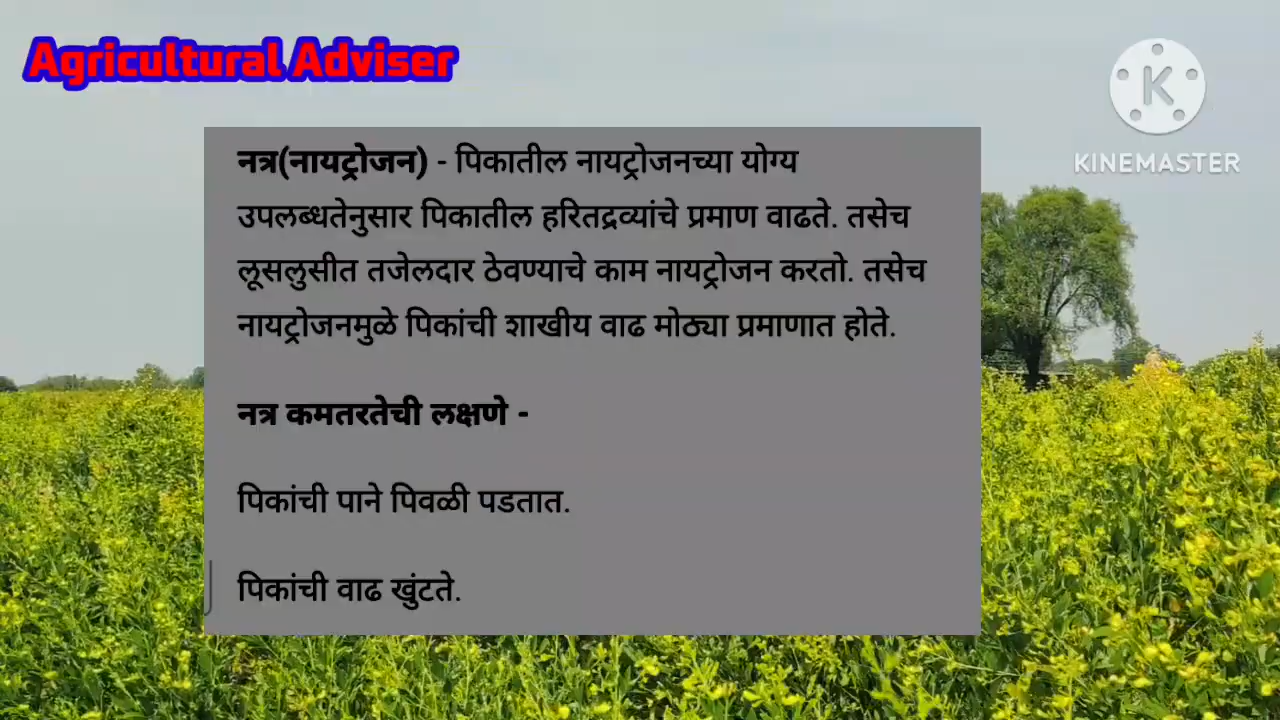 Agricultural Adviser
KINEMASTER
नत्र(नायट्रोजन) - पिकातील नायट्रोजनच्या योग्य
उपलब्धतेनुसार पिकातील हरितद्रव्यांचे प्रमाण वाढते. तसेच
लूसलुसीत तजेलदार ठेवण्याचे काम नायट्रोजन करतो. तसेच
नायट्रोजनमुळे पिकांची शाखीय वाढ मोठ्या प्रमाणात होते.
नत्र कमतरतेची लक्षणे -
पिकांची पाने पिवळी पडतात.
पिकांची वाढ खुंटते.